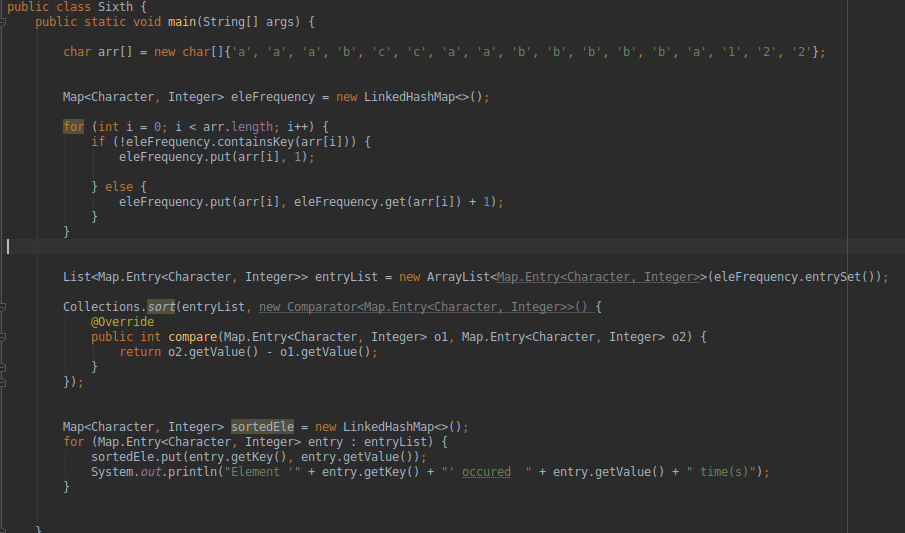 public class Sixth {
public static void main(String[] args) {
char arr[] = new char[]{'a', 'a', 'a', 'b', 'c', 'c', 'a', 'a', 'b', 'b', 'b', 'b', 'b', 'a', '1', '2', '2'};
Map<Character, Integer> eleFrequency = new LinkedHashMap<>();
for (int i = 0; i < arr.length; i++) {
if (!eleFrequency.containsKey(arr[i])) {
eleFrequency.put(arr[i], 1);
} else {
eleFrequency.put(arr[i], eleFrequency.get(arr[i]) + 1);
}
}
List<Map.Entry<Character, Integer>> entryList = new ArrayList<Map.Entry<Character, Integer>>(eleFrequency.entrySet());
Collections.sort(entryList, new Comparator<Map.Entry<Character, Integer>>() {
@Override
public int compare(Map.Entry<Character, Integer> o1, Map.Entry<Character, Integer> o2) {
return o2.getValue() - o1.getValue();
}
});
Map<Character, Integer> sortedEle = new LinkedHashMap<>();
for (Map.Entry<Character, Integer> entry : entryList) {
sortedEle.put(entry.getKey(), entry.getValue());
System.out.println("Element '" + entry.getKey() + "' occured  " + entry.getValue() + " time(s)");
}
}